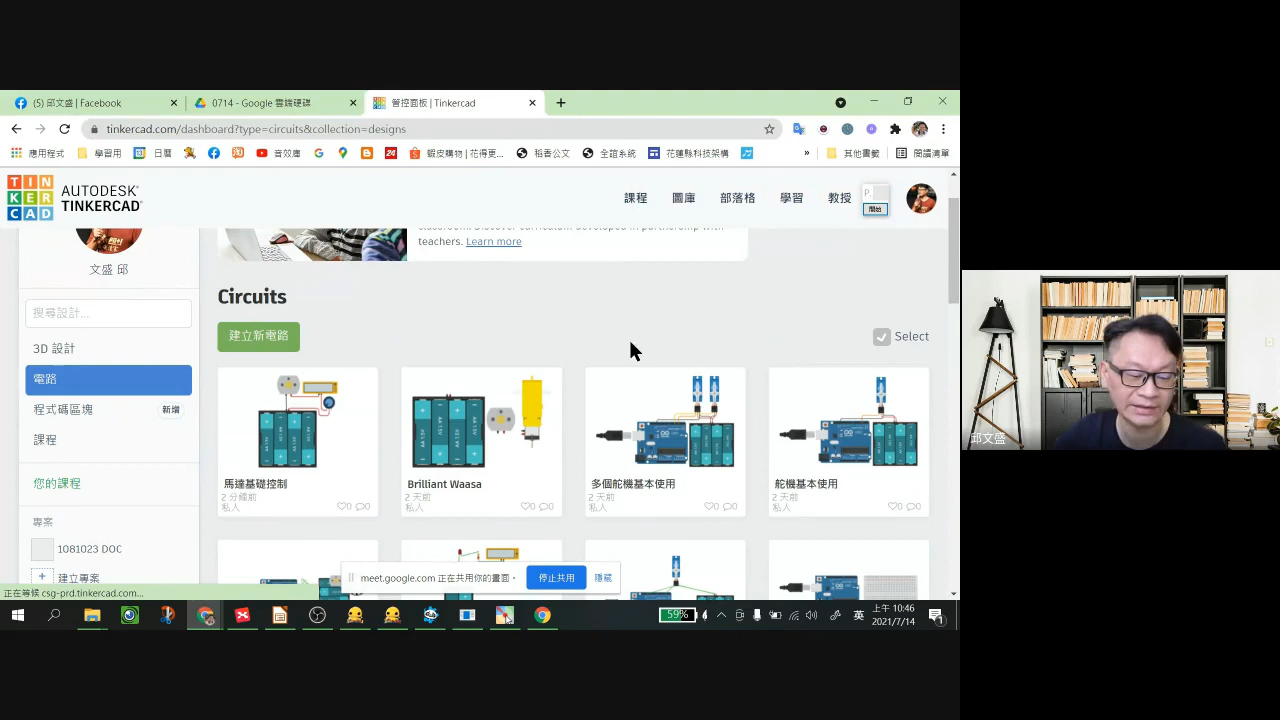 (5) 邱文盛 | Facebook
0714 - Google 雲端硬碟
管控面板 | Tinkercad
tinkercad.com/dashboard?type=circuits&collection=designs
應用程式
學習用
日曆
音效庫
蝦皮購物 | 花得更...
稻香公文
全誼系統
花蓮縣科技架構
»
其他書籤
閱讀清單
TINKERCAD
AUTODESK
TINKERCAD
課程
圖庫
部落格
學習
教授
開始
文盛 邱
teachers. Learn more
搜尋設計...
3D 設計
電路
程式碼區塊
新增
課程
您的課程
專案
1081023 DOC
建立專案
Circuits
建立新電路
Select
馬達基礎控制
2 分鐘前
私人
0
0
Brilliant Waasa
2 天前
私人
0
0
多個舵機基本使用
2 天前
私人
0
0
舵機基本使用
2 天前
私人
0
0
meet.google.com 正在共用你的畫面。
停止共用
隱藏
正在等候 csg-prd.tinkercad.com...
59%
英
上午 10:46
2021/7/14
邱文盛